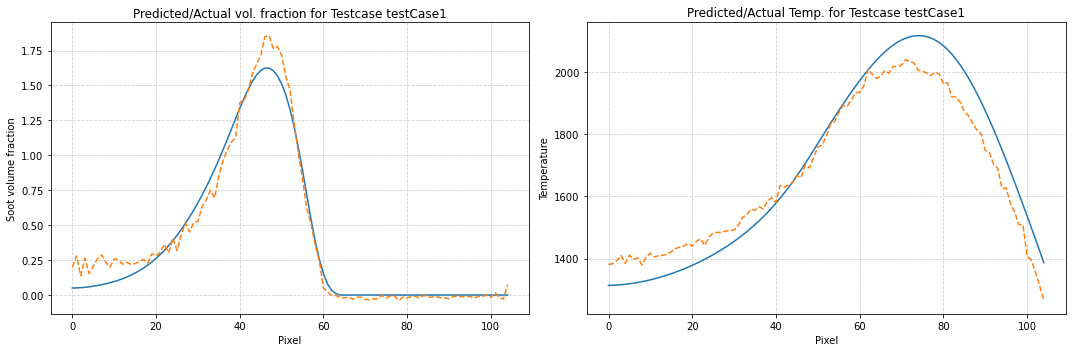 Predicted/Actual vol. fraction for Testcase testCase1
Soot volume fraction
1.75
1.50
1.25
1.00
0.75
0.50
0.25
0.00
0 20 40 60 80 100
Pixel
Predicted/Actual Temp. for Testcase testCase1
Temperature
2000
1800
1600
1400
0 20 40 60 80 100
Pixel